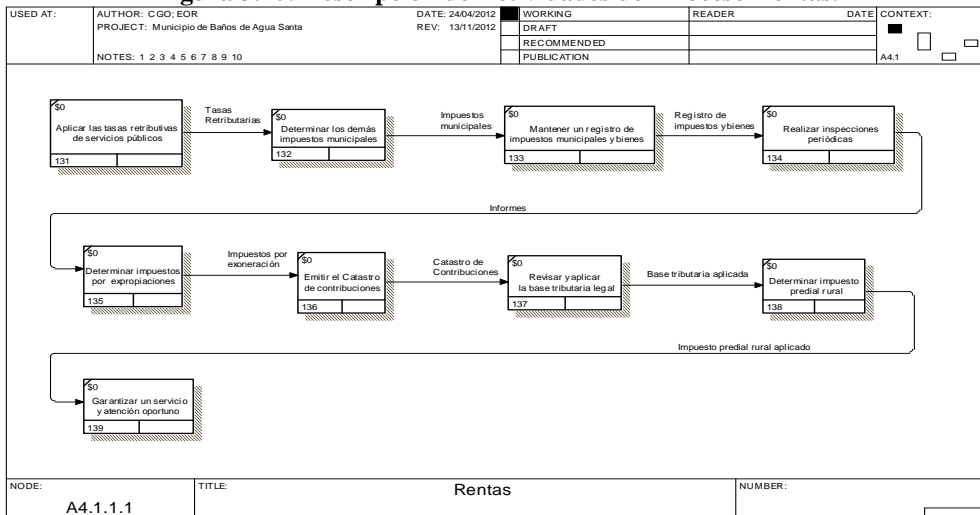 USED AT:
AUTHOR: CGO; EOR
DATE: 24/04/2012
PROJECT: Municipio de Baños de Agua Santa
REV: 13/11/2012
NOTES: 1 2 3 4 5 6 7 8 9 10
WORKING
DRAFT
RECOMMENDED
PUBLICATION
READER
DATE
CONTEXT:
A4.1
$0
Aplicar las tasas retributivas
de servicios públicos
131
Tasas
Retributarias
$0
Determinar los demás
impuestos municipales
132
Impuestos
municipales
$0
Mantener un registro de
impuestos municipales y bienes
133
Registro de
impuestos y bienes
$0
Realizar inspecciones
periódicas
134
Informes
$0
Determinar impuestos
por expropiaciones
135
Impuestos por
exoneración
$0
Emitir el Catastro
de contribuciones
136
Catastro de
Contribuciones
$0
Revisar y aplicar
la base tributaria legal
137
Base tributaria aplicada
$0
Determinar impuesto
predial rural
138
Impuesto predial rural aplicado
$0
Garantizar un servicio
y atención oportuno
139
NODE:
A4.1.1.1
TITLE:
Rentas
NUMBER: